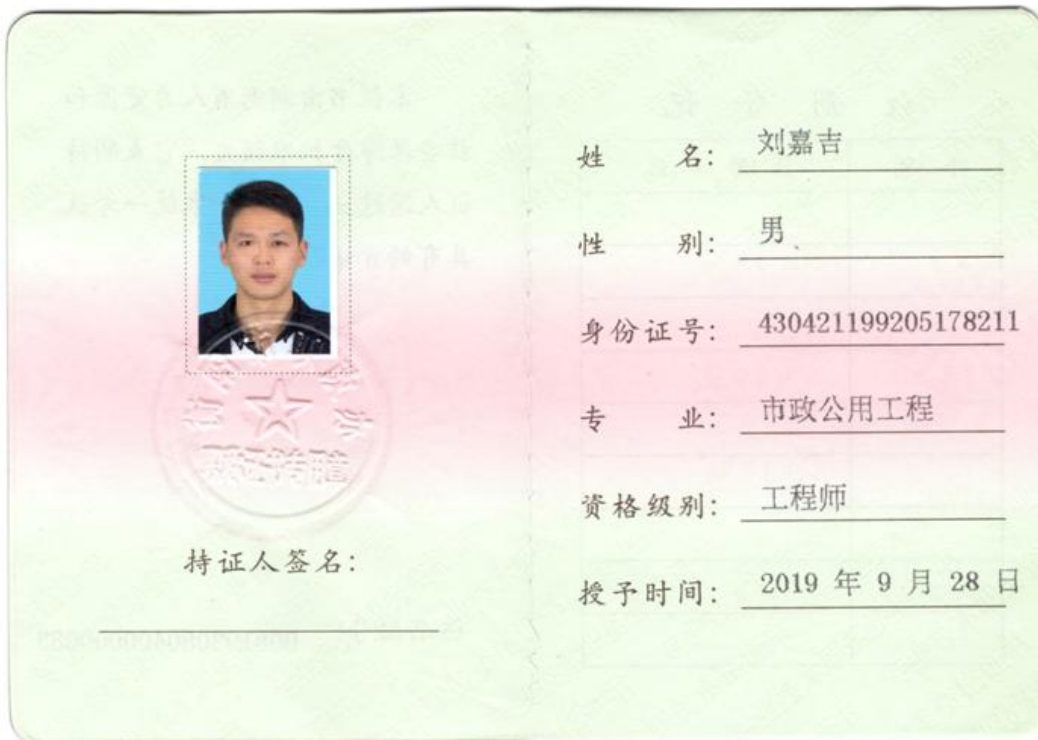 姓 名: 刘嘉吉
性 别: 男
身份证号: 430421199205178211
专 业: 市政公用工程
资格级别: 工程师
授予时间: 2019 年 9 月 28 日
持证人签名: